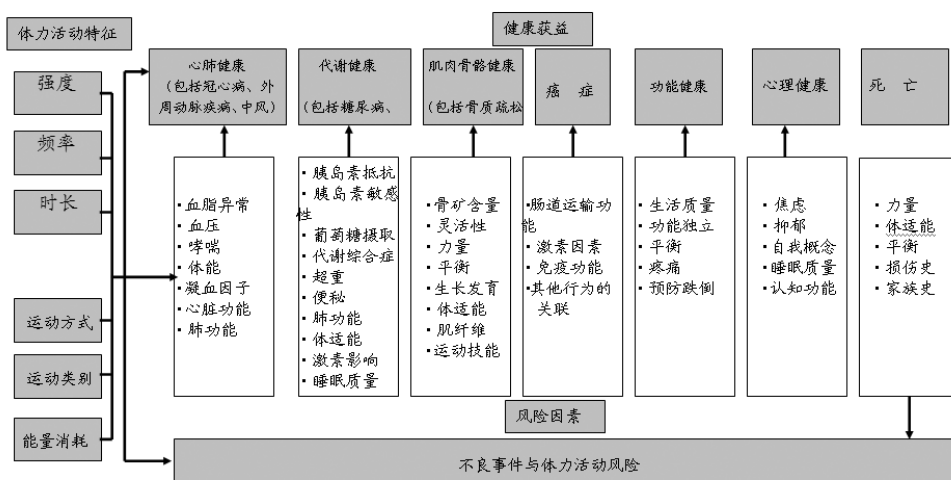 体力活动特征
健康获益
强度
频率
时长
运动方式
运动类别
能量消耗
心肺健康
(包括冠心病、外
周动脉疾病、中风)
代谢健康
(包括糖尿病、
肌肉骨骼健康
(包括骨质疏松
癌 症
功能健康
心理健康
死 亡
·血脂异常
·血压
·哮喘
·体能
·凝血因子
·心脏功能
·肺功能
·胰岛素抵抗
·胰岛素敏感
性
·葡萄糖摄取
·代谢综合症
·超重
·便秘
·肺功能
·体适能
·激素影响
·睡眠质量
·骨矿含量
·灵活性
·力量
·平衡
·生长发育
·体适能
·肌纤维
·运动技能
·肠道运输功
能
·激素因素
·免疫功能
·其他行为的
关联
·生活质量
·功能独立
·平衡
·疼痛
·预防跌倒
·焦虑
·抑郁
·自我概念
·睡眠质量
·认知功能
·力量
·体适能
·平衡
·损伤史
·家族史
风险因素
不良事件与体力活动风险